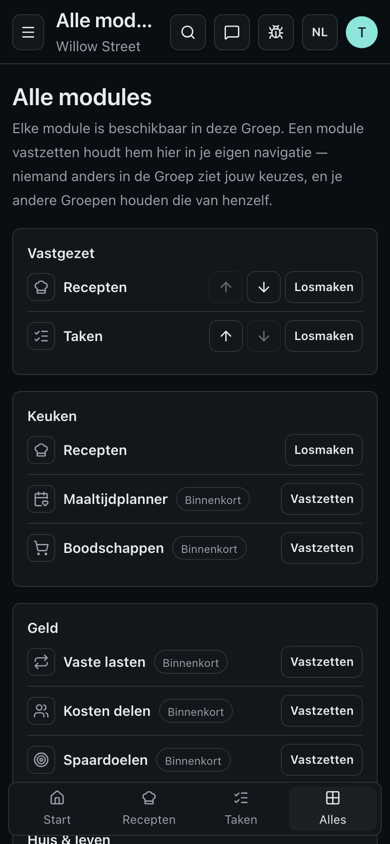 Alle mod...
Willow Street
NL
T
Alle modules
Elke module is beschikbaar in deze Groep. Een module
vastzetten houdt hem hier in je eigen navigatie —
niemand anders in de Groep ziet jouw keuzes, en je
andere Groepen houden die van henzelf.
Vastgezet
Recepten Losmaken
Taken Losmaken
Keuken
Recepten Losmaken
Maaltijdplanner Binnenkort Vastzetten
Boodschappen Binnenkort Vastzetten
Geld
Vaste lasten Binnenkort Vastzetten
Kosten delen Binnenkort Vastzetten
Spaardoelen Binnenkort Vastzetten
Start Recepten Taken Alles
Huis & leven